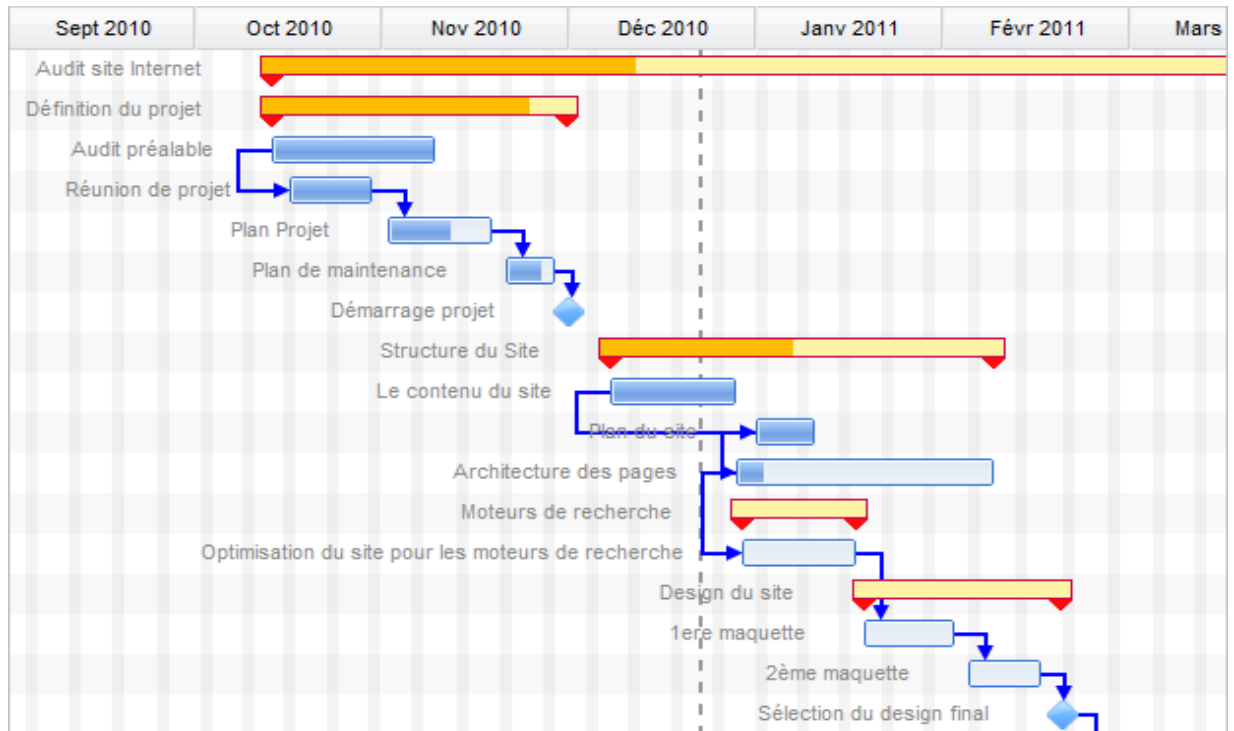 Sept 2010 Oct 2010 Nov 2010 Déc 2010 Janv 2011 Févr 2011 Mars
Audit site Internet
Définition du projet
Audit préalable
Réunion de projet
Plan Projet
Plan de maintenance
Démarrage projet
Structure du Site
Le contenu du site
Plan du site
Architecture des pages
Moteurs de recherche
Optimisation du site pour les moteurs de recherche
Design du site
1ere maquette
2ème maquette
Sélection du design final